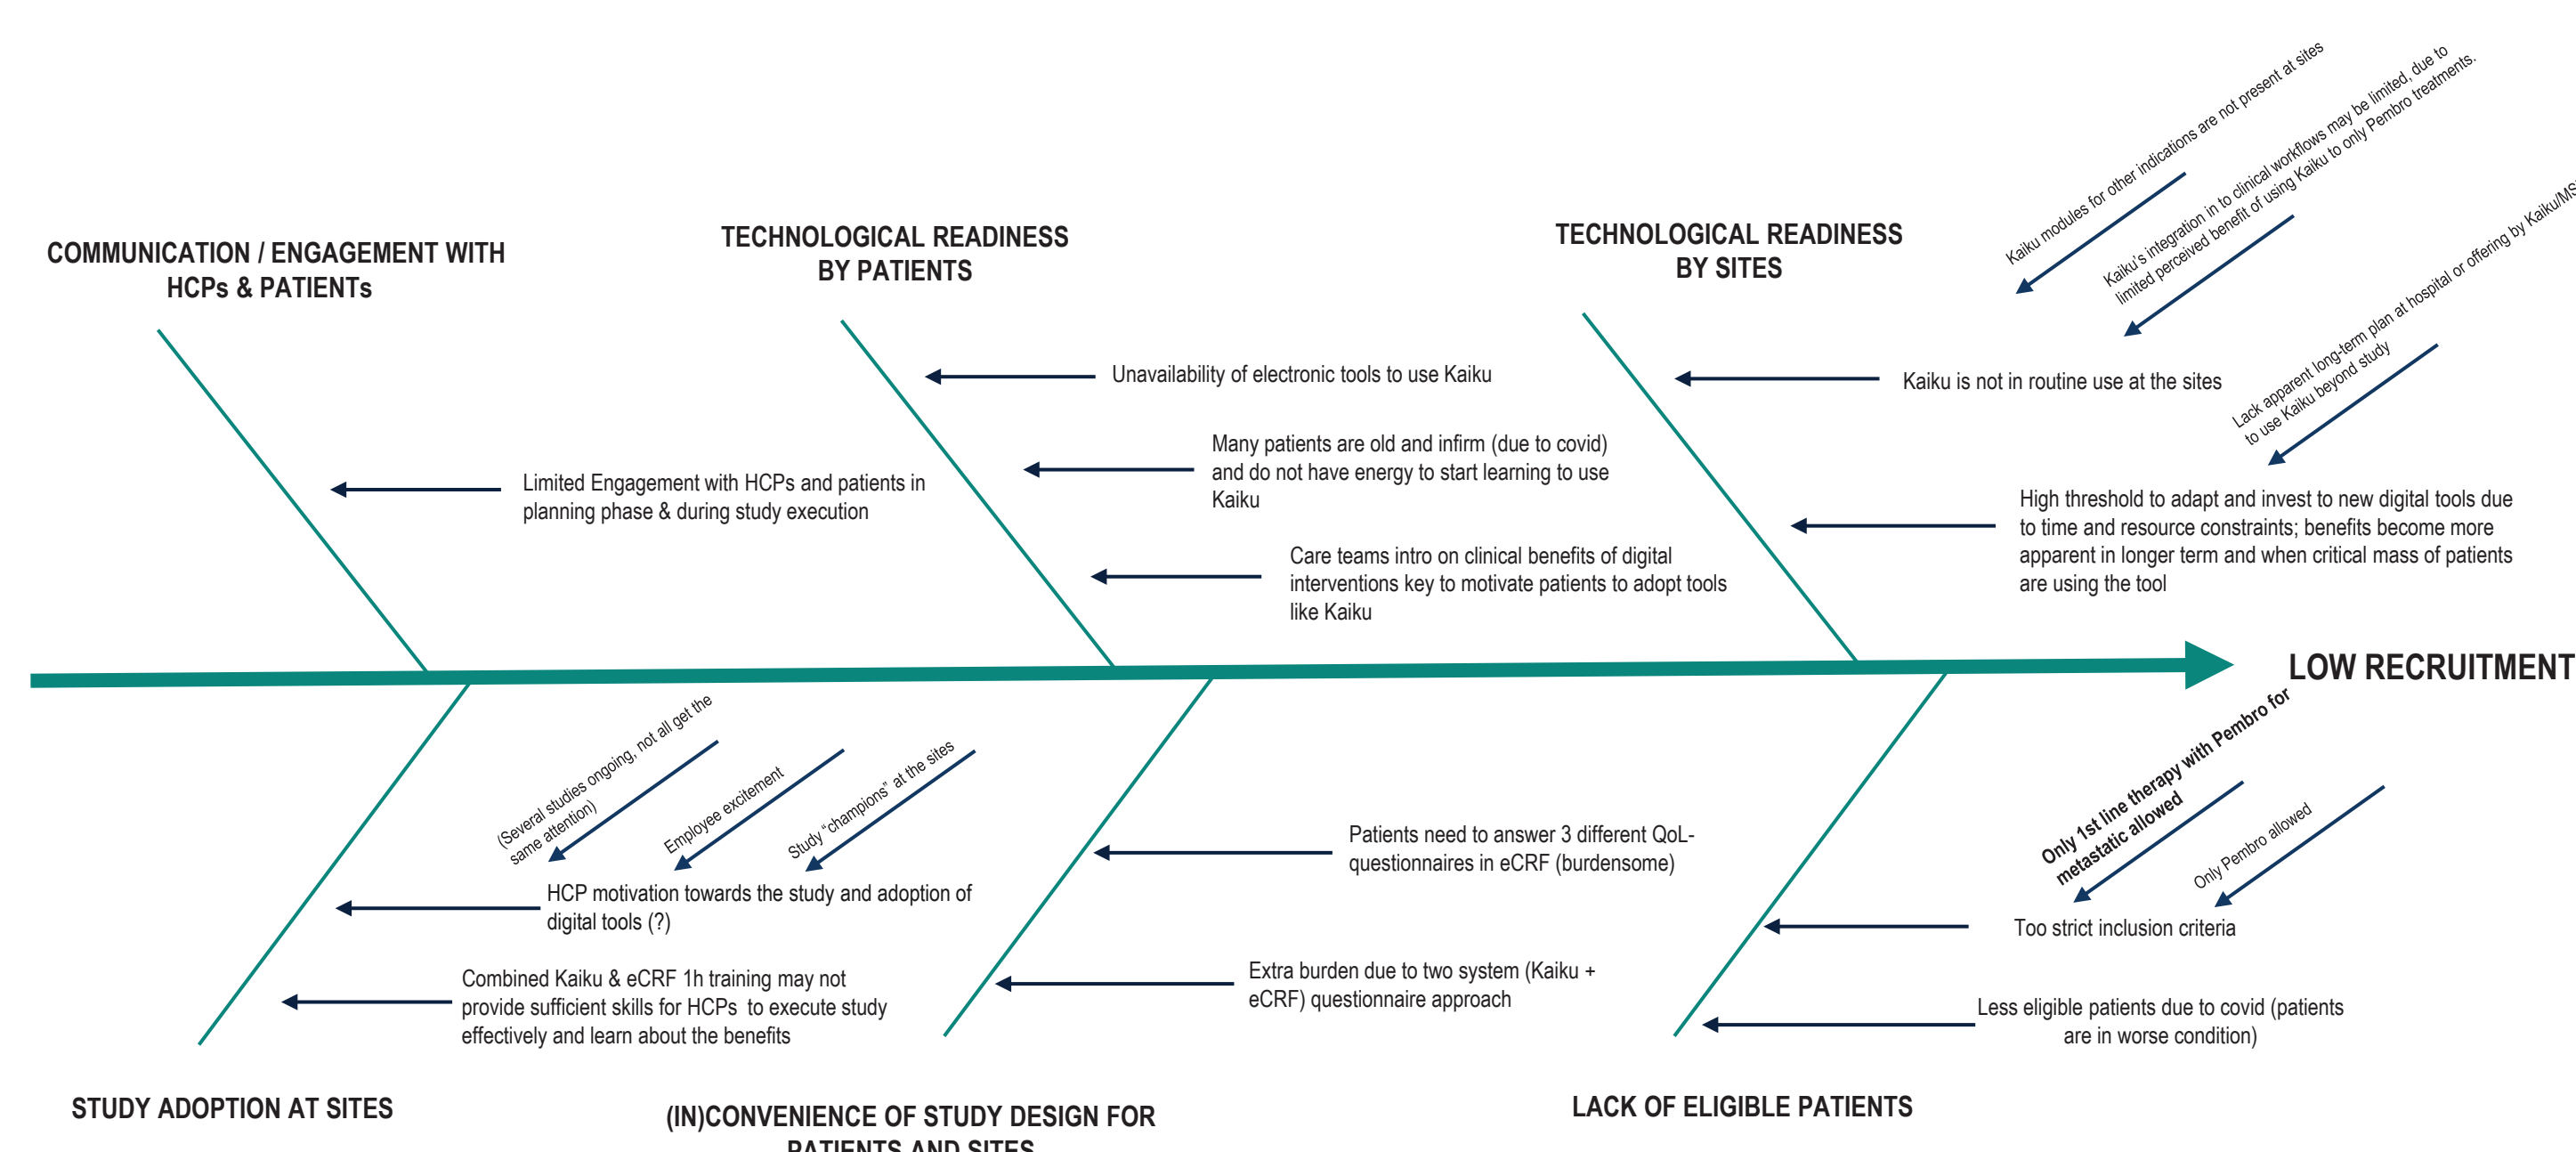 Kaiku modules for other indications are not present at sites
Kaiku's integration in to clinical workflows may be limited, due to
limited perceived benefit of using Kaiku to only Pembro treatments.
Lack apparent long-term plan at hospital or offering by
to use Kaiku beyond study
COMMUNICATION / ENGAGEMENT WITH
HCPs & PATIENTs
TECHNOLOGICAL READINESS
BY PATIENTS
TECHNOLOGICAL READINESS
BY SITES
Limited Engagement with HCPs and patients in
planning phase & during study execution
Unavailability of electronic tools to use Kaiku
Many patients are old and infirm (due to covid)
and do not have energy to start learning to use
Kaiku
Care teams intro on clinical benefits of digital
interventions key to motivate patients to adopt tools
like Kaiku
Kaiku is not in routine use at the sites
High threshold to adapt and invest to new digital tools due
to time and resource constraints; benefits become more
apparent in longer term and when critical mass of patients
are using the tool
LOW RECRUITMENT
(Several studies ongoing, not all get the
same attention)
Employee excitement
Study “champions” at the sites
HCP motivation towards the study and adoption of
digital tools (?)
Combined Kaiku & eCRF 1h training may not
provide sufficient skills for HCPs to execute study
effectively and learn about the benefits
Patients need to answer 3 different QoL-
questionnaires in eCRF (burdensome)
Extra burden due to two system (Kaiku +
eCRF) questionnaire approach
Only 1st line therapy with Pembro for
metastatic allowed
Only Pembro allowed
Too strict inclusion criteria
Less eligible patients due to covid (patients
are in worse condition)
STUDY ADOPTION AT SITES
(IN)CONVENIENCE OF STUDY DESIGN FOR
PATIENTS AND SITES
LACK OF ELIGIBLE PATIENTS